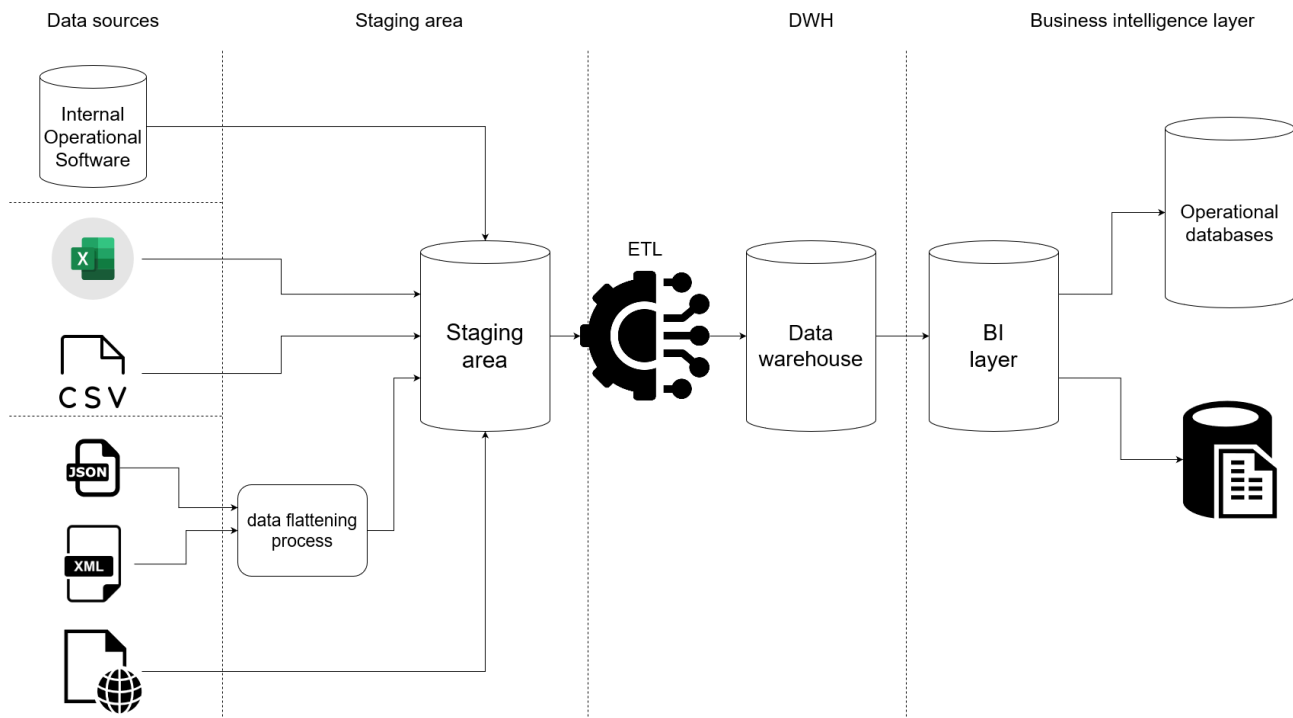 Data sources
Staging area
DWH
Business intelligence layer
Internal
Operational
Software
X
CSV
JSON
XML
data flattening
process
Staging
area
ETL
Data
warehouse
BI
layer
Operational
databases